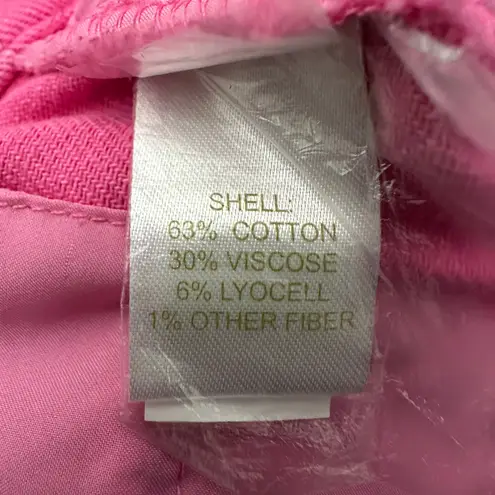 SHELL:
63% COTTON
30% VISCOSE
6% LYOCELL
1% OTHER FIBER